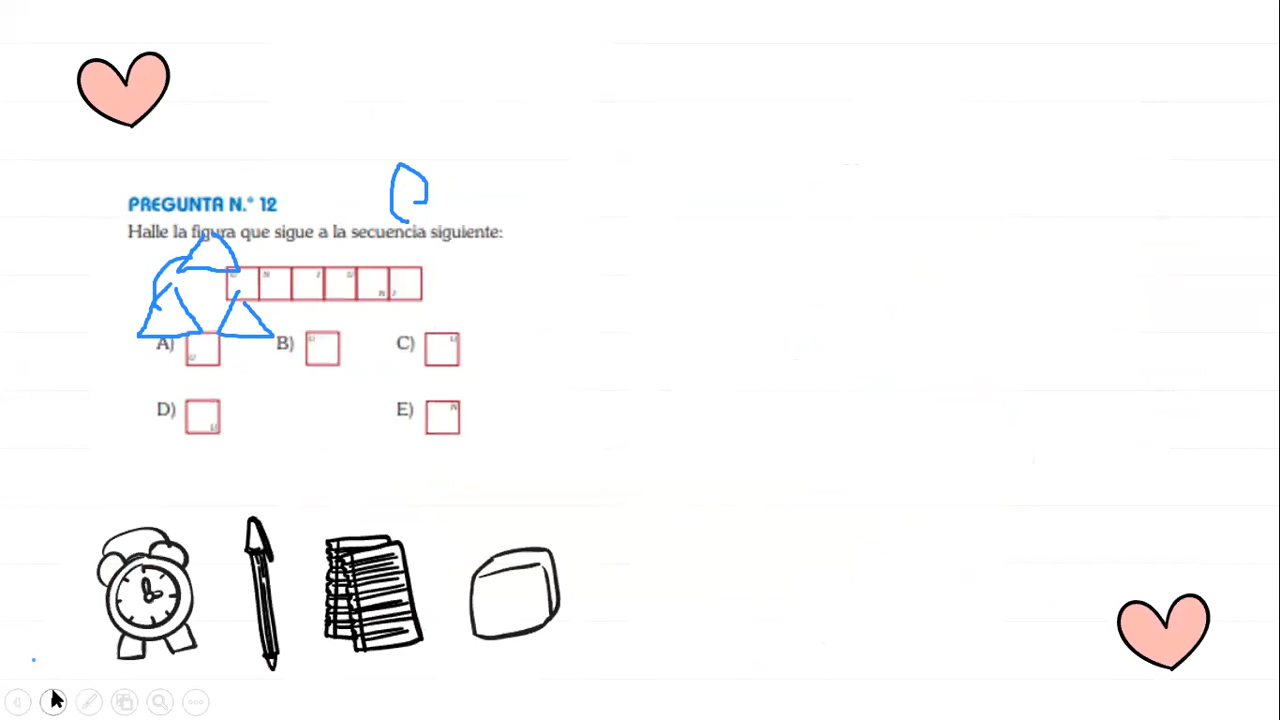 PREGUNTA N.° 12
Halle la figura que sigue a la secuencia siguiente:
U N I U N I
A) U B) U C) U
D) U E) N